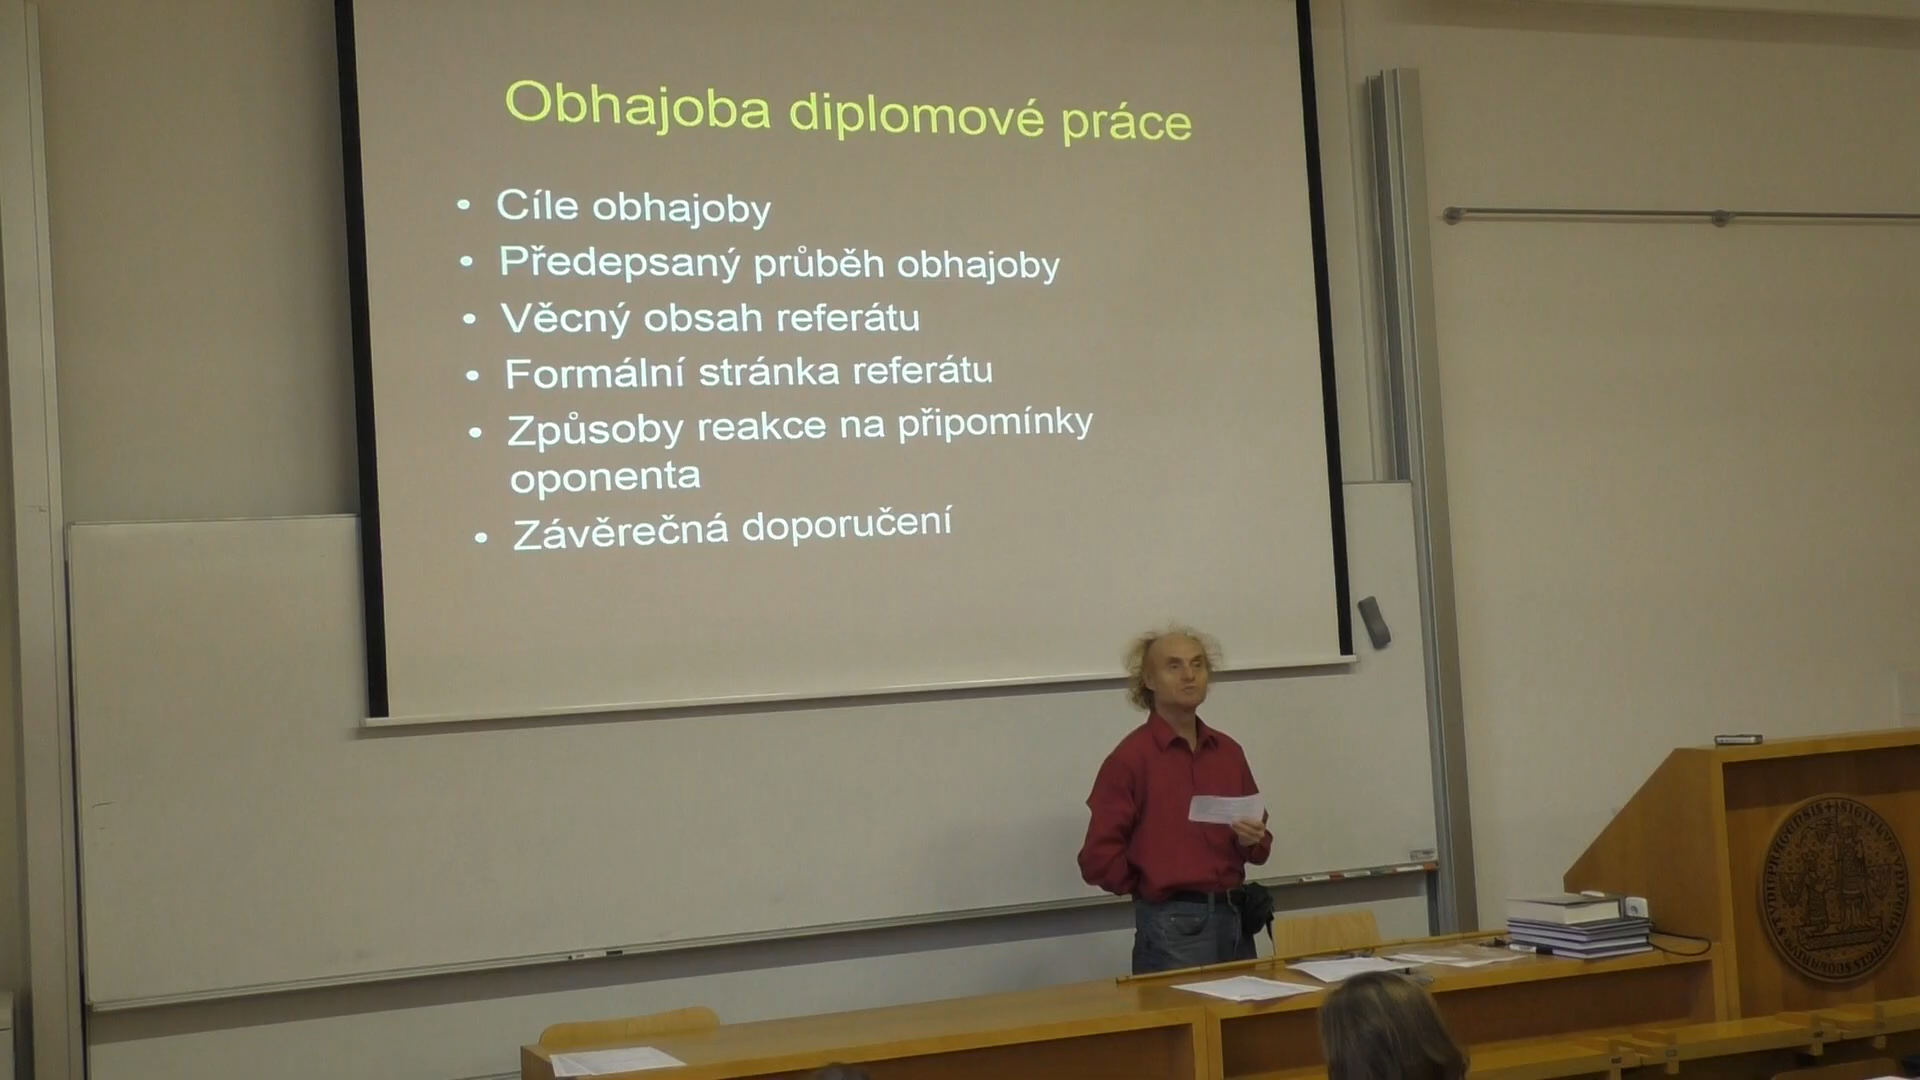 Obhajoba diplomové práce
• Cíle obhajoby
• Předepsaný průběh obhajoby
• Věcný obsah referátu
• Formální stránka referátu
• Způsoby reakce na připomínky
oponenta
• Závěrečná doporučení